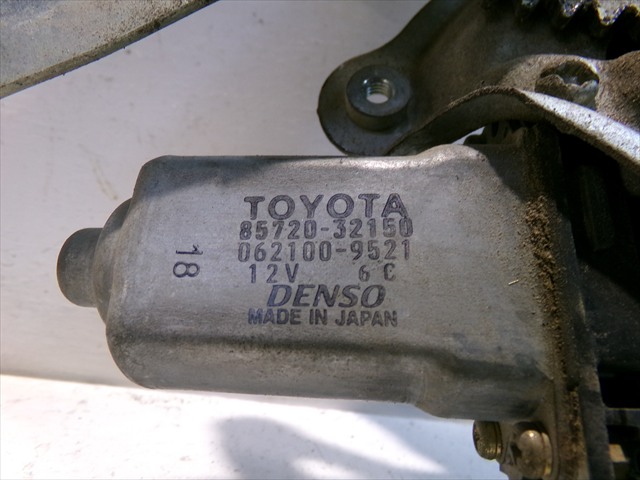 TOYOTA
85720-32150
062100-9521
12V 6C
DENSO
MADE IN JAPAN
18